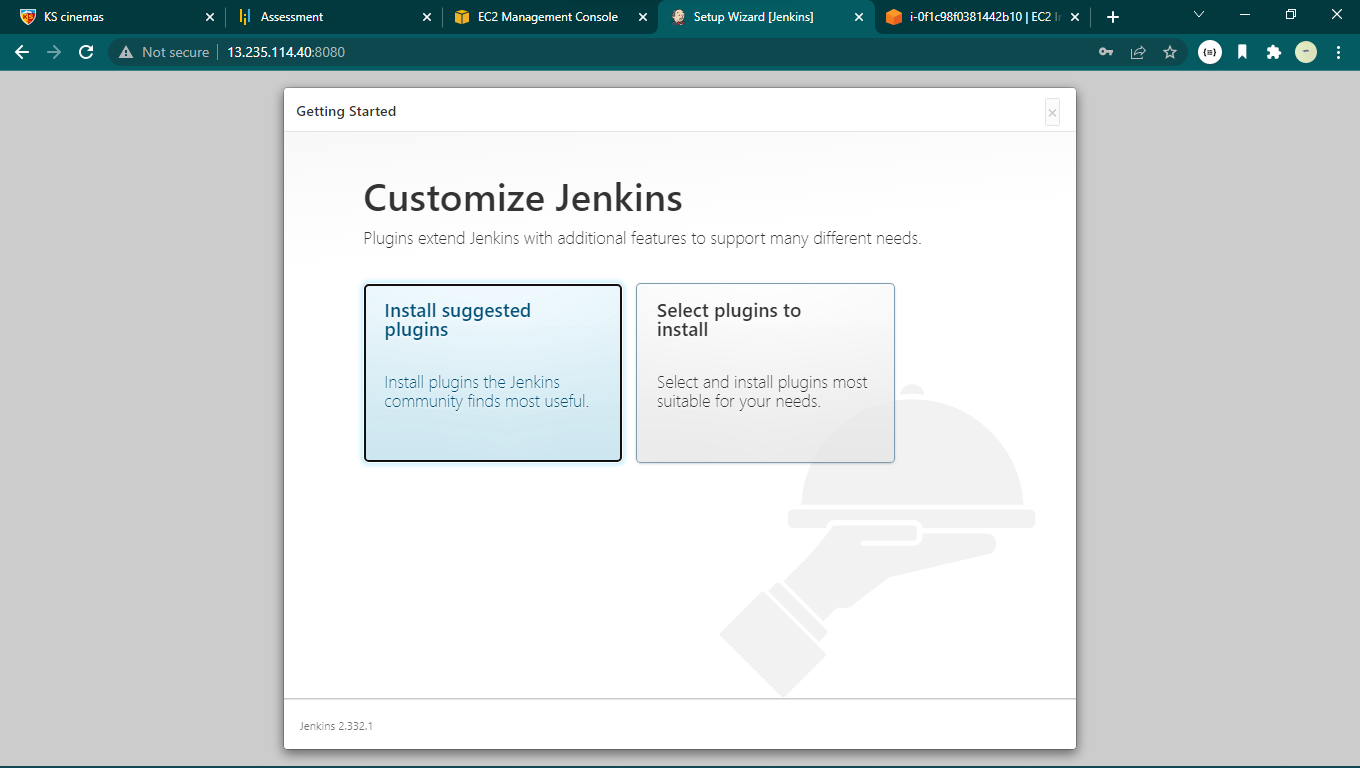 KS cinemas
Assessment
EC2 Management Console
Setup Wizard [Jenkins]
i-0f1c98f0381442b10 | EC2 In
Not secure
13.235.114.40:8080
Getting Started
Customize Jenkins
Plugins extend Jenkins with additional features to support many different needs.
Install suggested
plugins
Install plugins the Jenkins
community finds most useful.
Select plugins to
install
Select and install plugins most
suitable for your needs.
Jenkins 2.332.1